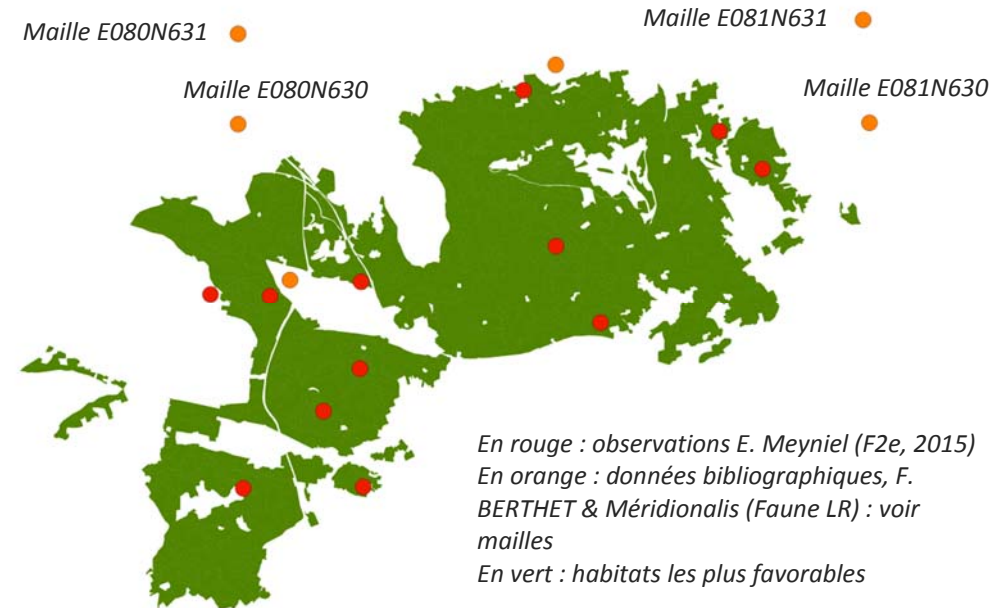 Maille E080N631
Maille E081N631
Maille E080N630
Maille E081N630
En rouge : observations E. Meyniel (F2e, 2015)
En orange : données bibliographiques, F.
BERTHET & Méridionalis (Faune LR) : voir
mailles
En vert : habitats les plus favorables